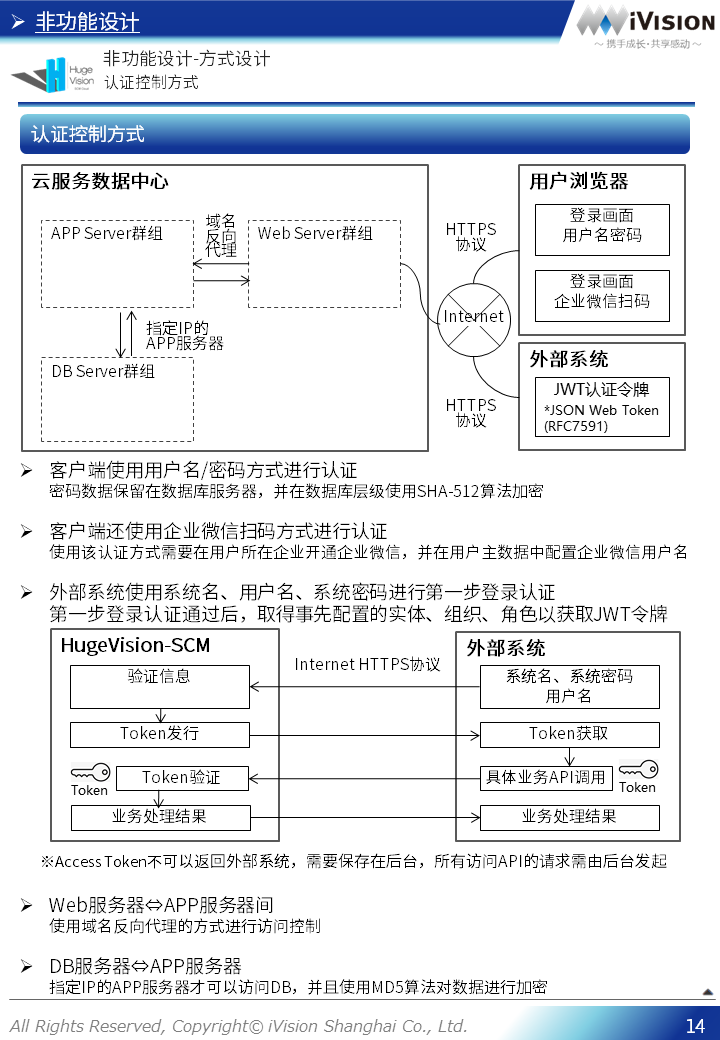 非功能设计
iVISION
～ 携手成长·共享感动 ～
Huge
Vision
非功能设计-方式设计
认证控制方式
认证控制方式
云服务数据中心
APP Server群组
域名
反向
代理
Web Server群组
指定IP的
APP服务器
DB Server群组
HTTPS
协议
Internet
HTTPS
协议
用户浏览器
登录画面
用户名密码
登录画面
企业微信扫码
外部系统
JWT认证令牌
*JSON Web Token
(RFC7591)
客户端使用用户名/密码方式进行认证
密码数据保留在数据库服务器，并在数据库层级使用SHA-512算法加密
客户端还使用企业微信扫码方式进行认证
使用该认证方式需要在用户所在企业开通企业微信，并在用户主数据中配置企业微信用户名
外部系统使用系统名、用户名、系统密码进行第一步登录认证
第一步登录认证通过后，取得事先配置的实体、组织、角色以获取JWT令牌
HugeVision-SCM
验证信息
Token发行
Token
Token验证
业务处理结果
Internet HTTPS协议
外部系统
系统名、系统密码
用户名
Token获取
具体业务API调用
Token
业务处理结果
※Access Token不可以返回外部系统，需要保存在后台，所有访问API的请求需由后台发起
Web服务器⇔APP服务器间
使用域名反向代理的方式进行访问控制
DB服务器⇔APP服务器
指定IP的APP服务器才可以访问DB，并且使用MD5算法对数据进行加密
All Rights Reserved, Copyright© iVision Shanghai Co., Ltd.
14